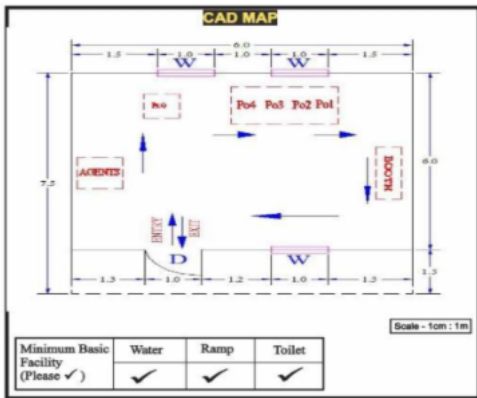 CAD MAP
6.0
1.5 1.0 1.0 1.0 1.5
W W
P.r.0
Po4 Po3 Po2 Po1
AGENTS
BOOTH
7.5
6.0
ENTRY EXIT
D W
1.3 1.0 1.2 1.0 1.5
1.5
Scale - 1cm : 1m
Minimum Basic Water Ramp Toilet
Facility
(Please ✓) ✓ ✓ ✓